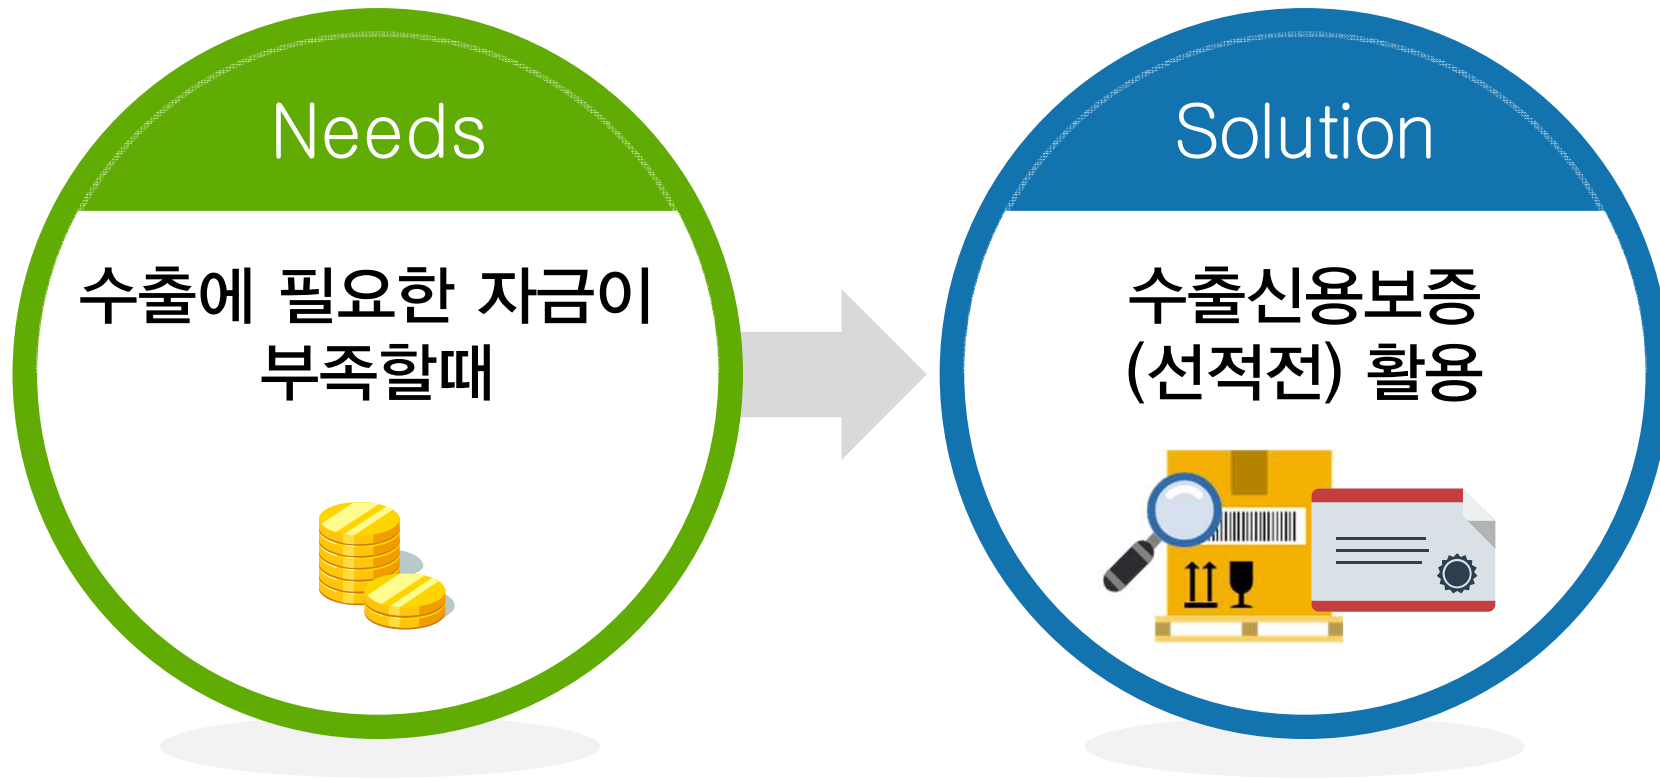 Needs
수출에 필요한 자금이
부족할때
Solution
수출신용보증
(선적전) 활용